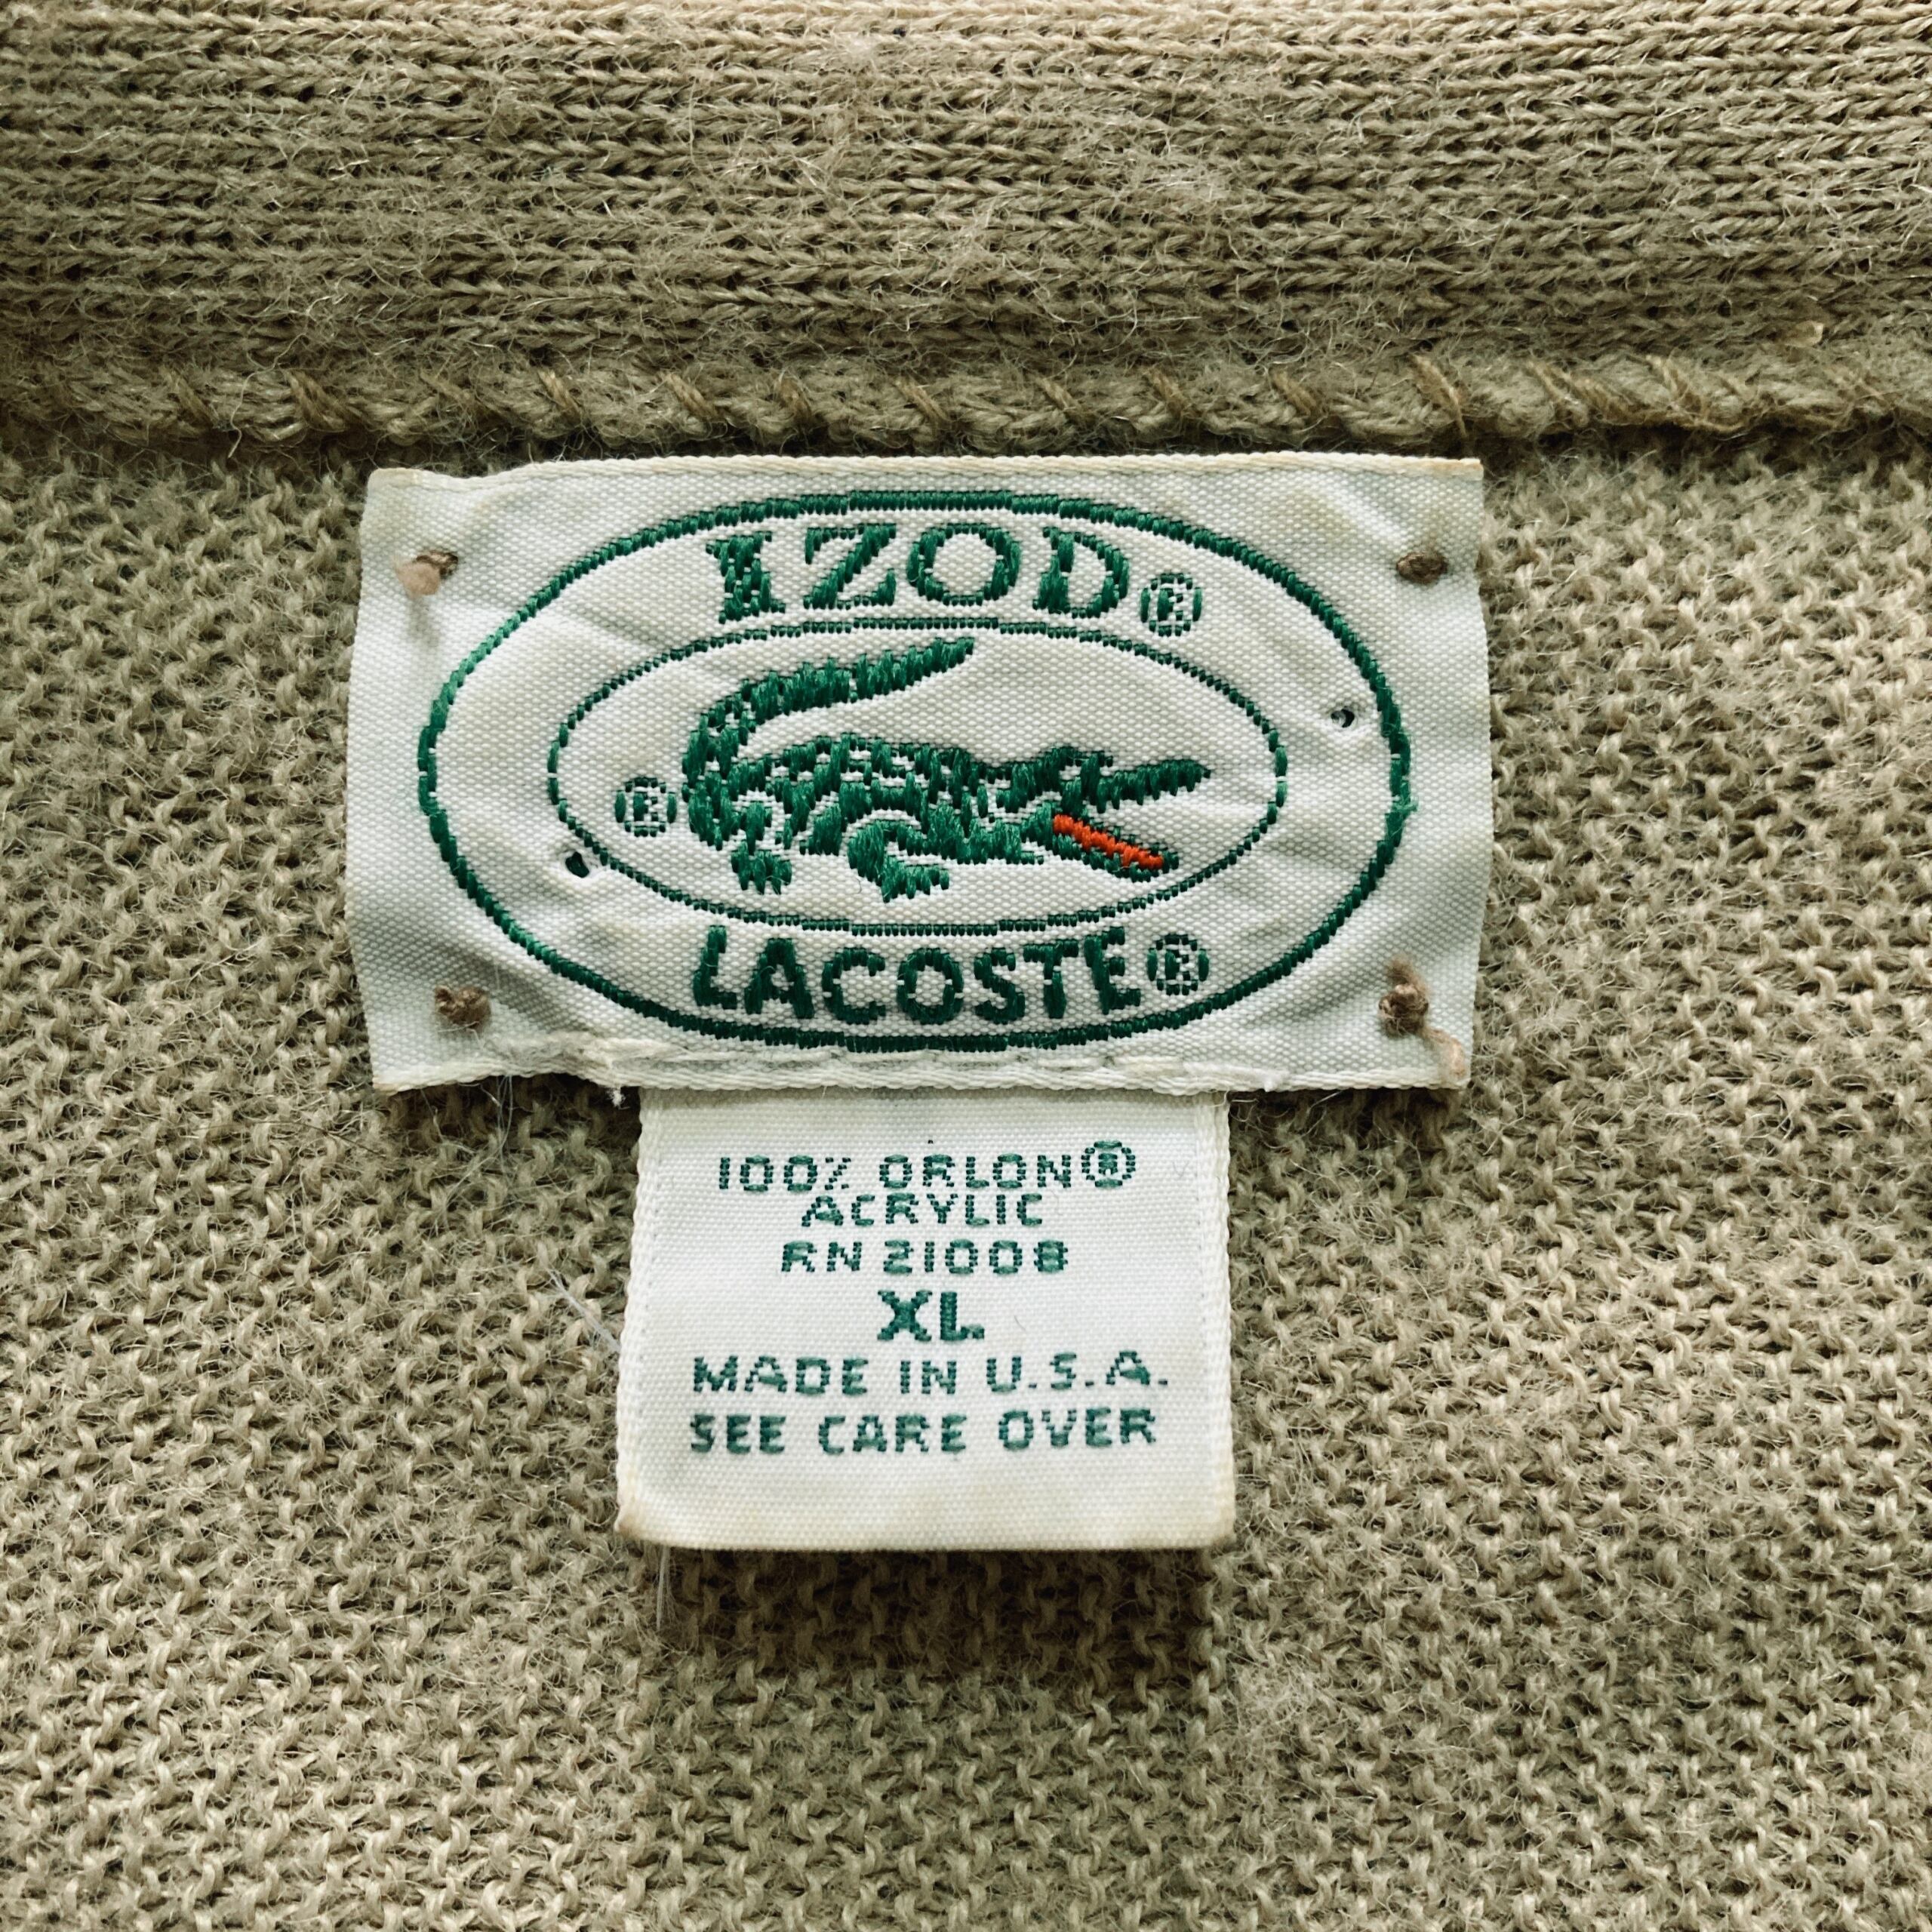 IZOD®
®
LACOSTE®
100% ORLON®
ACRYLIC
RN 21008
XL
MADE IN U.S.A.
SEE CARE OVER